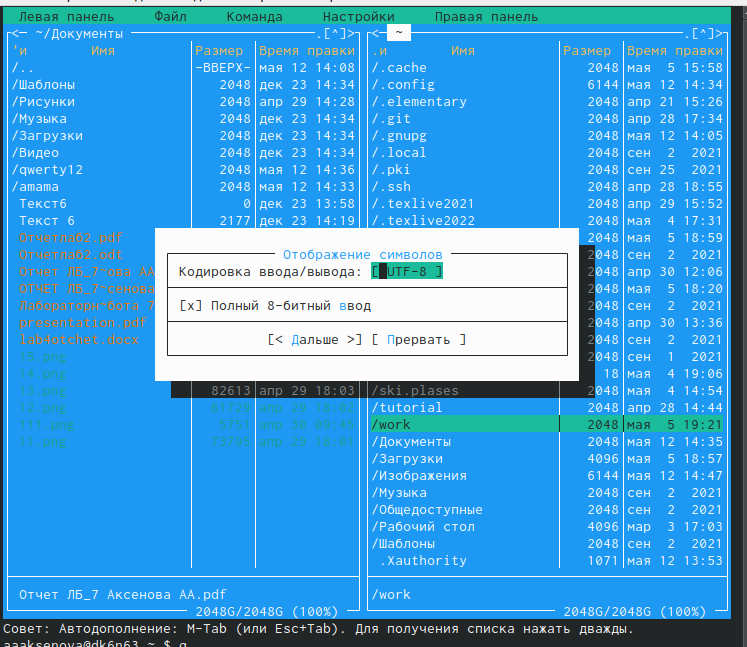 Левая панель Файл Команда Настройки Правая панель
<─ ~/Документы .[^]> <─ ~ .[^]>
'и Имя Размер Время правки .и Имя Размер Время правки
/.. -ВВЕРХ- мая 12 14:08 /.cache 2048 мая 5 15:58
/Шаблоны 2048 дек 23 14:34 /.config 6144 мая 12 14:34
/Рисунки 2048 апр 29 14:28 /.elementary 2048 апр 21 15:26
/Музыка 2048 дек 23 14:34 /.git 2048 апр 28 17:34
/Загрузки 2048 дек 23 14:34 /.gnupg 2048 мая 12 14:05
/Видео 2048 дек 23 14:34 /.local 2048 сен 2 2021
/qwerty12 2048 мая 12 14:36 /.pki 2048 сен 25 2021
/amama 2048 мая 12 14:33 /.ssh 2048 апр 28 18:55
Текст6 0 дек 23 13:58 /.texlive2021 2048 апр 29 15:52
Текст 6 2177 дек 23 14:19 /.texlive2022 2048 мая 4 17:31
Отчетлаб2.pdf 2048 мая 5 18:59
Отчетлаб2.odt Отображение символов 2048 сен 2 2021
Отчет ЛБ_7~ова АА Кодировка ввода/вывода: [ UTF-8 ] 2048 апр 30 12:06
ОТЧЕТ ЛБ_7~сенова 2048 мая 5 18:20
Лабораторн~бота 7 [x] Полный 8-битный ввод 2048 сен 2 2021
presentation.pdf 2048 апр 30 13:36
lab4otchet.docx [< Дальше >] [ Прервать ] 2048 сен 2 2021
15.png 2048 сен 1 2021
14.png 18 мая 4 19:06
13.png 82613 апр 29 18:03 /ski.plases 2048 мая 4 14:54
12.png 61729 апр 29 18:02 /tutorial 2048 апр 28 14:44
111.png 5751 апр 30 09:45 /work 2048 мая 5 19:21
11.png 73795 апр 29 18:01 /Документы 2048 мая 12 14:35
/Загрузки 4096 мая 5 18:57
/Изображения 6144 мая 12 14:47
/Музыка 2048 сен 2 2021
/Общедоступные 2048 сен 2 2021
/Рабочий стол 4096 мар 3 17:03
/Шаблоны 2048 сен 2 2021
.Xauthority 1071 мая 12 13:53
Отчет ЛБ_7 Аксенова АА.pdf /work
2048G/2048G (100%) 2048G/2048G (100%)
Совет: Автодополнение: M-Tab (или Esc+Tab). Для получения списка нажать дважды.
aaaksenova@dk6n63 ~ $